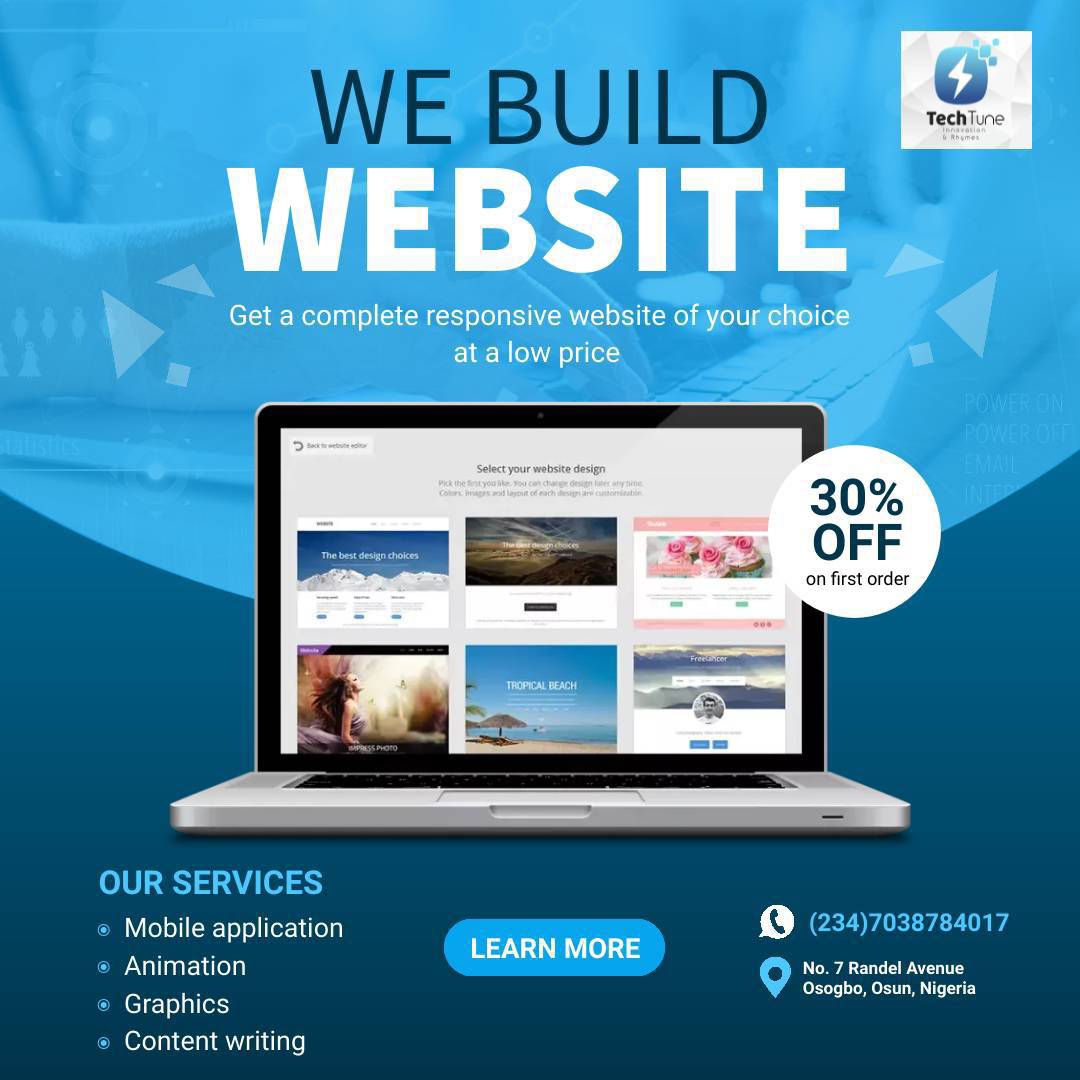 WE BUILD
WEBSITE
TechTune
Innovation
& Rhymes
Get a complete responsive website of your choice
at a low price
statistics
POWER ON
POWER OFF
EMAIL
Back to website editor
Select your website design
Pick the first you like. You can change design later any time.
Colors, images and layout of each design are customizable.
30%
OFF
on first order
WEBSITE
The best design choices
The best design choices
Website
IMPRESS PHOTO
TROPICAL BEACH
Freelancer
OUR SERVICES
Mobile application
Animation
Graphics
Content writing
LEARN MORE
(234)7038784017
No. 7 Randel Avenue
Osogbo, Osun, Nigeria